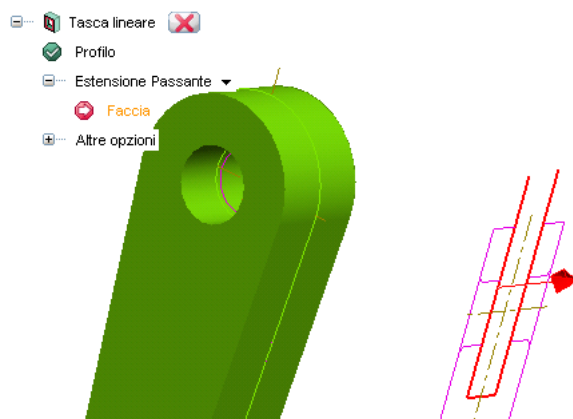 Tasca lineare
Profilo
Estensione Passante
Faccia
Altre opzioni